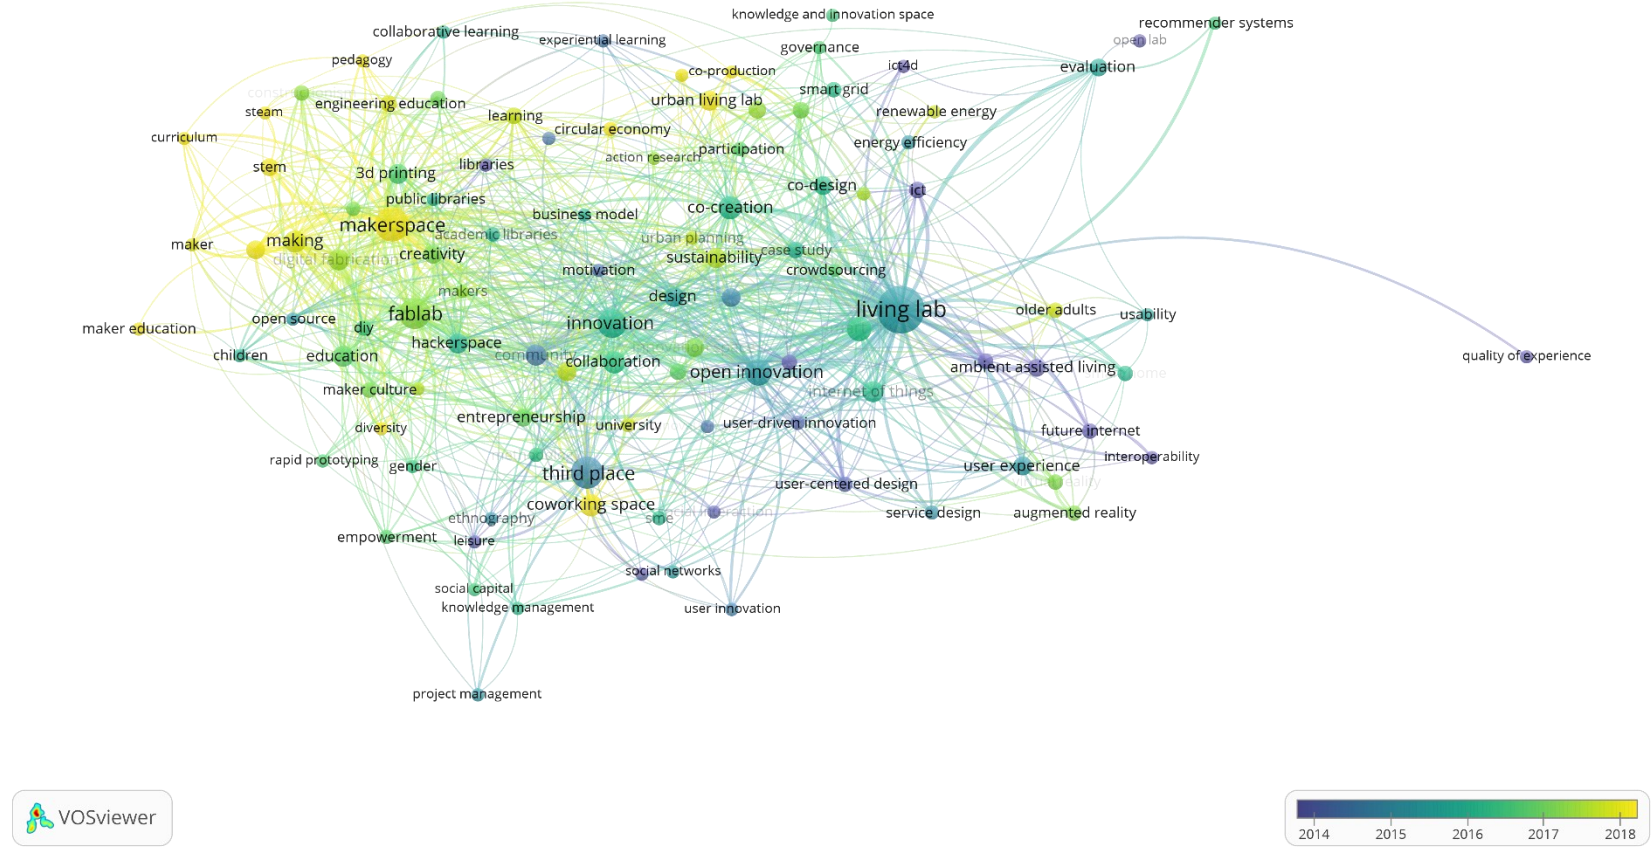 knowledge and innovation space
recommender systems
collaborative learning
experiential learning
open lab
governance
pedagogy
ict4d
evaluation
co-production
smart grid
engineering education
urban living lab
steam
learning
renewable energy
circular economy
curriculum
energy efficiency
participation
action research
stem
libraries
3d printing
co-design
ict
public libraries
co-creation
business model
makerspace
academic libraries
urban planning
making
maker
case study
creativity
sustainability
digital fabrication
motivation
crowdsourcing
makers
design
living lab
older adults
fablab
usability
open source
innovation
diy
maker education
hackerspace
children
education
community
collaboration
quality of experience
ambient assisted living
open innovation
home
maker culture
internet of things
entrepreneurship
university
user-driven innovation
diversity
future internet
rapid prototyping
gender
interoperability
user experience
third place
virtual reality
user-centered design
coworking space
ethnography
sme
social interaction
service design
augmented reality
empowerment
leisure
social networks
social capital
knowledge management
user innovation
project management
VOSviewer
2014 2015 2016 2017 2018